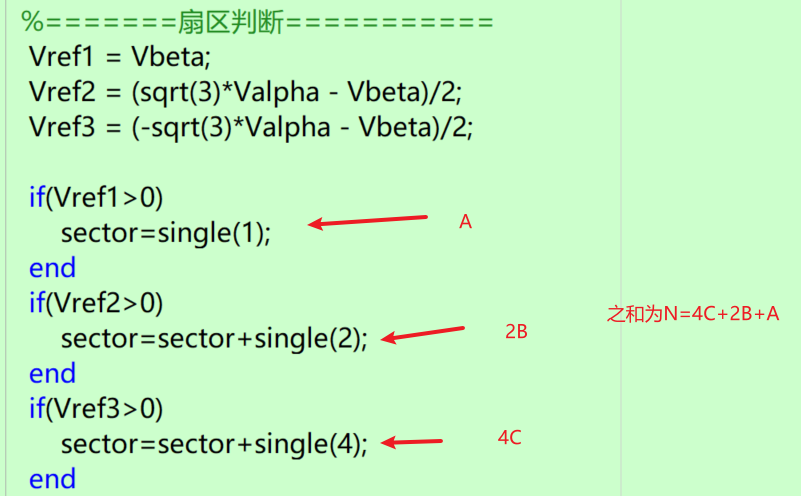 %=======扇区判断===========
Vref1 = Vbeta;
Vref2 = (sqrt(3)*Valpha - Vbeta)/2;
Vref3 = (-sqrt(3)*Valpha - Vbeta)/2;
if(Vref1>0)
sector=single(1);
A
end
if(Vref2>0)
之和为N=4C+2B+A
sector=sector+single(2);
2B
end
if(Vref3>0)
sector=sector+single(4);
4C
end